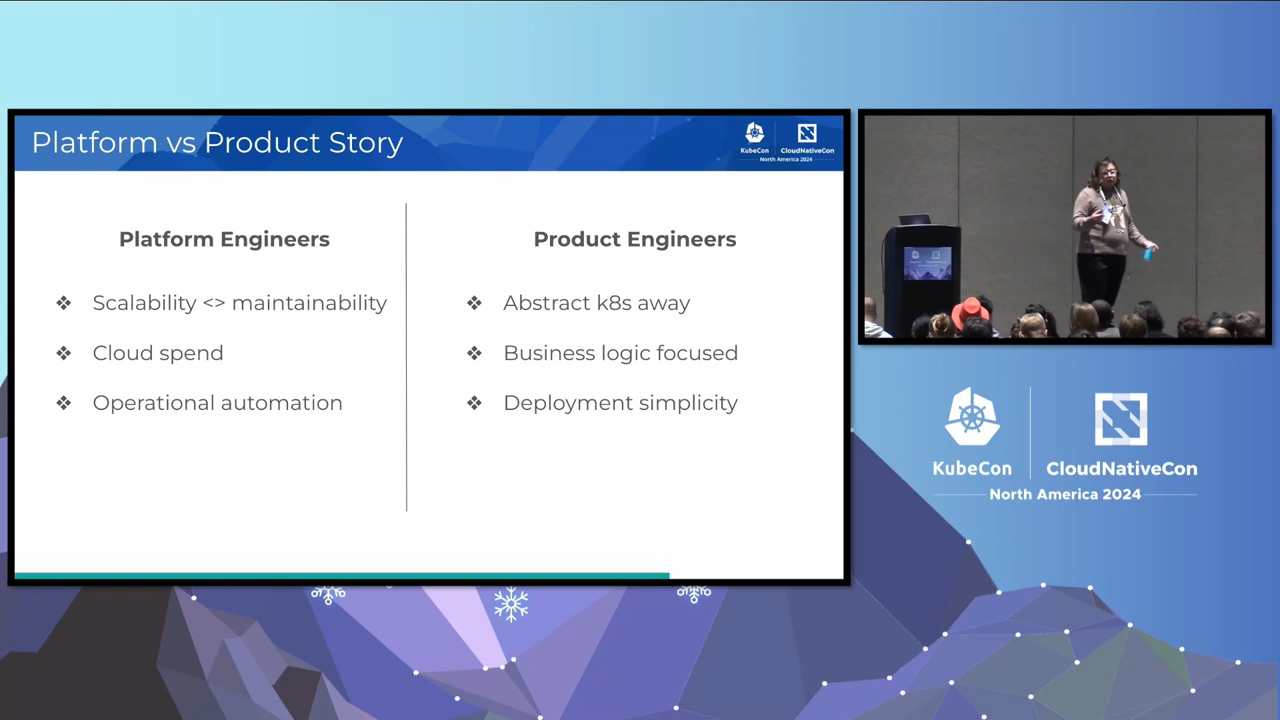 Platform vs Product Story
KubeCon
CloudNativeCon
North America 2024
Platform Engineers
❖ Scalability <> maintainability
❖ Cloud spend
❖ Operational automation
Product Engineers
❖ Abstract k8s away
❖ Business logic focused
❖ Deployment simplicity
KubeCon
CloudNativeCon
North America 2024